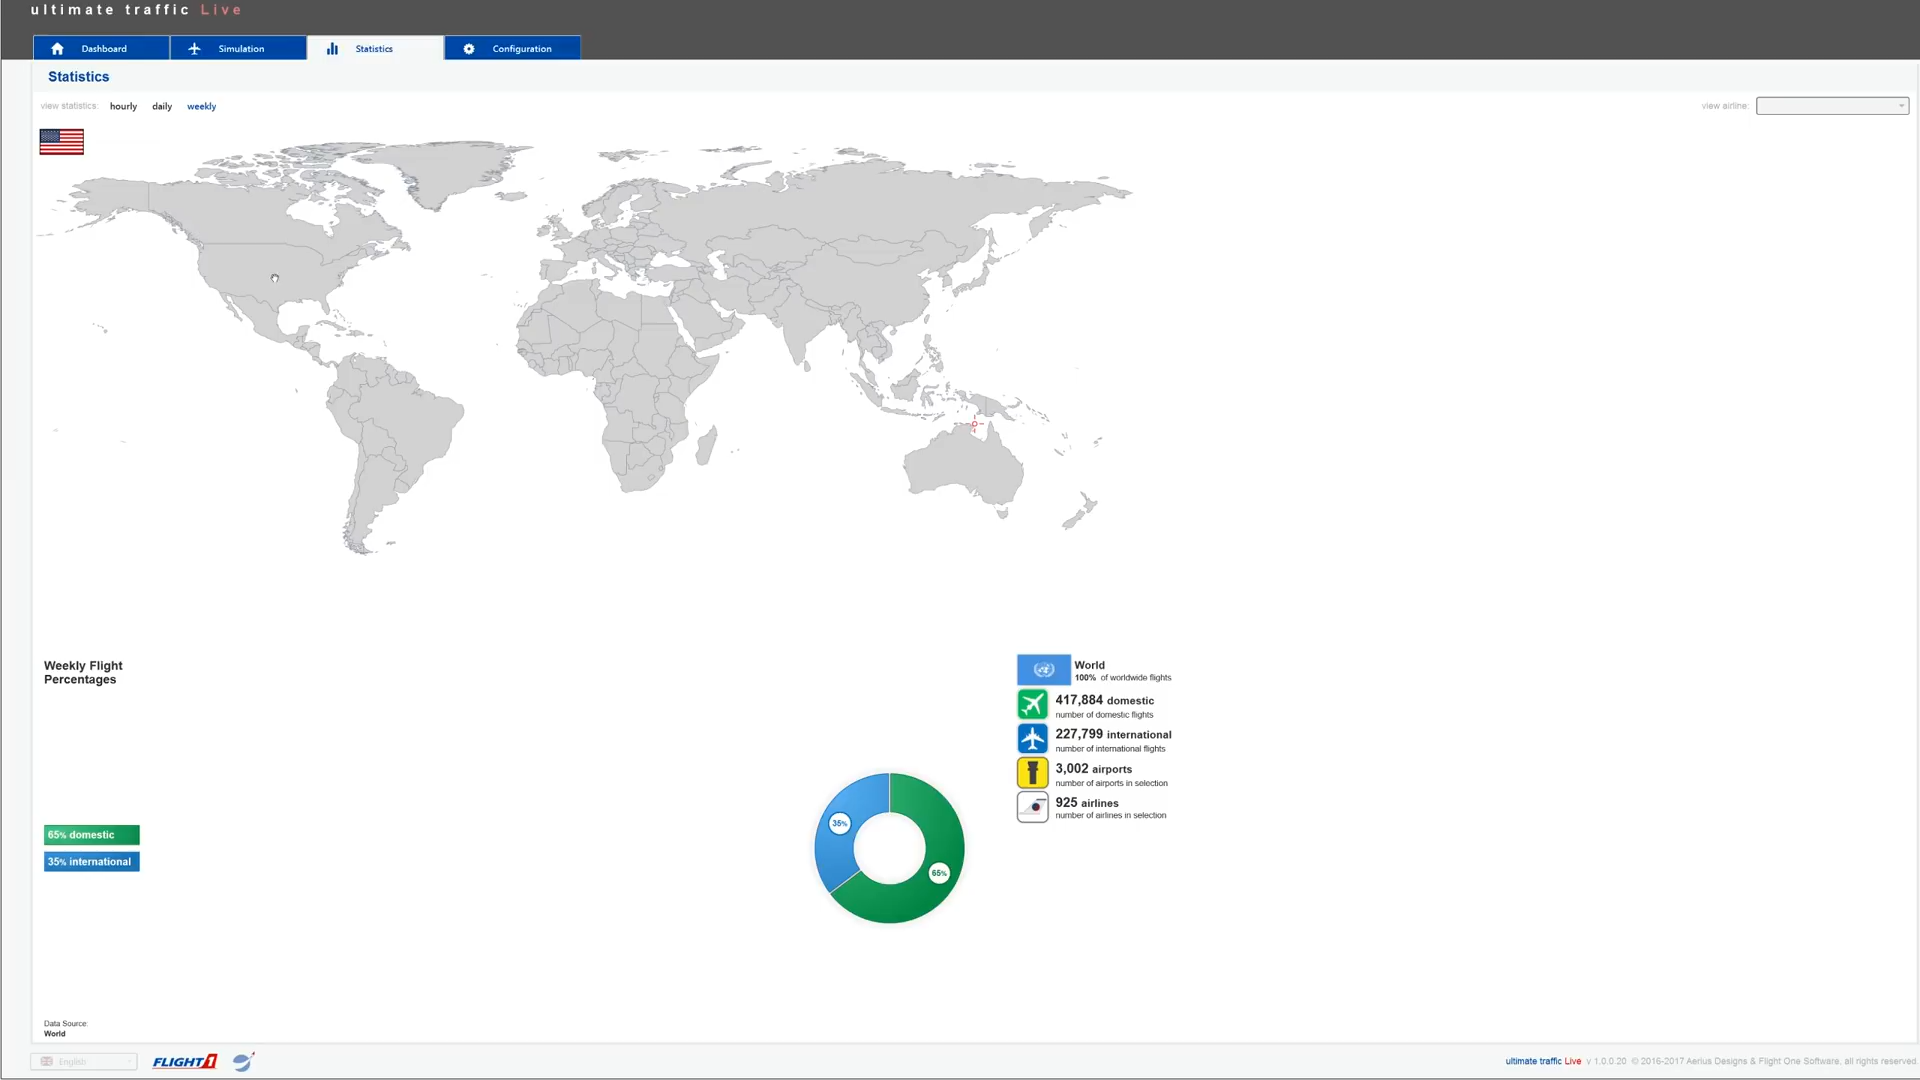 ultimate traffic Live
Dashboard
Simulation
Statistics
Configuration
Statistics
view statistics: hourly daily weekly
view airline:
Weekly Flight
Percentages
65% domestic
35% international
35%
65%
World
100% of worldwide flights
417,884 domestic
number of domestic flights
227,799 international
number of international flights
3,002 airports
number of airports in selection
925 airlines
number of airlines in selection
Data Source:
World
English
FLIGHT1
ultimate traffic Live v 1.0.0.20 © 2016-2017 Aerius Designs & Flight One Software, all rights reserved.